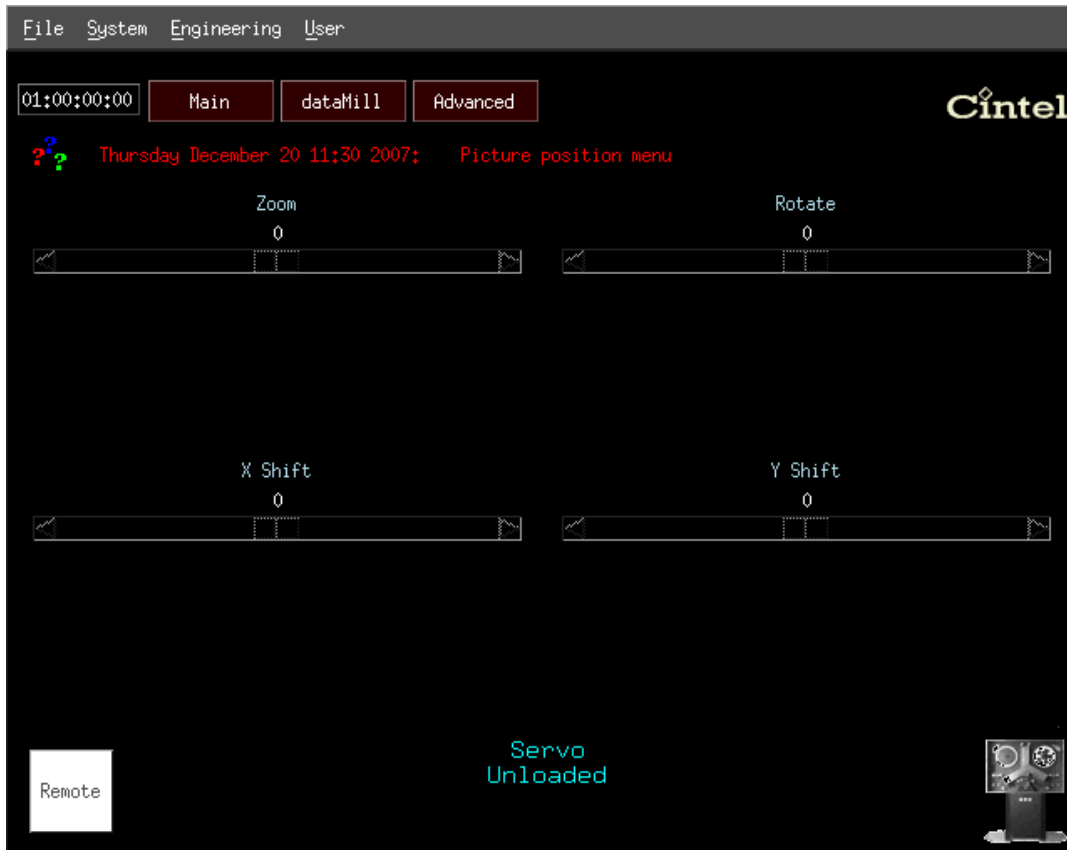 File System Engineering User
01:00:00:00 Main dataMill Advanced
Cintel
??? Thursday December 20 11:30 2007: Picture position menu
Zoom Rotate
0 0
X Shift Y Shift
0 0
Servo
Unloaded
Remote